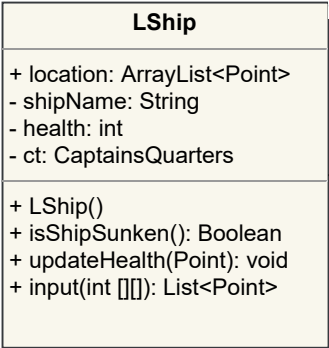 LShip
+ location: ArrayList<Point>
- shipName: String
- health: int
- ct: CaptainsQuarters
+ LShip()
+ isShipSunken(): Boolean
+ updateHealth(Point): void
+ input(int [][]): List<Point>